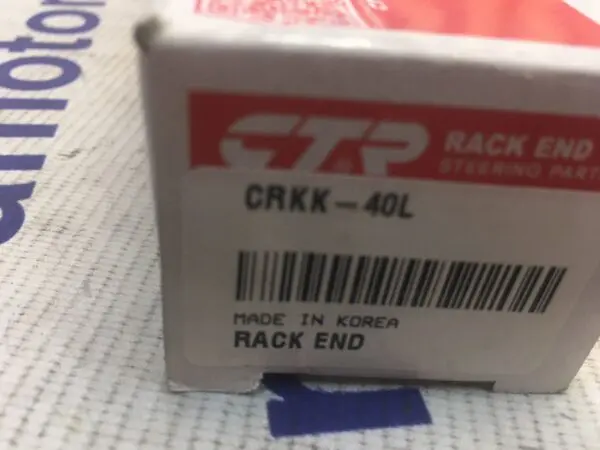 CTR RACK END
STEERING PARTS
CRKK-40L
MADE IN KOREA
RACK END